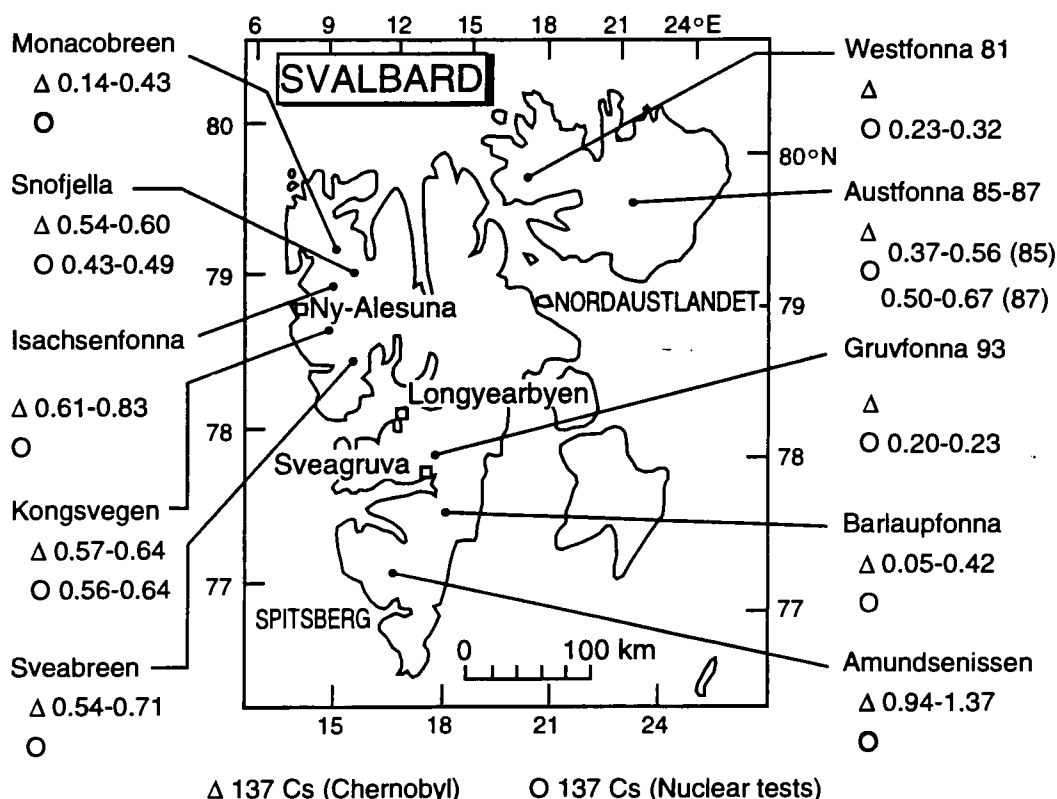 6 9 12 15 18 21 24°E
SVALBARD
Monacobreen
Δ 0.14-0.43
O
Snofjella
Δ 0.54-0.60
O 0.43-0.49
Isachsenfonna
Δ 0.61-0.83
O
Kongsvegen
Δ 0.57-0.64
O 0.56-0.64
Sveabreen
Δ 0.54-0.71
O
80
79
78
77
Ny-Alesuna
Longyearbyen
Sveagruva
NORDAUSTLANDET
SPITSBERG
0 100 km
80°N
79
78
77
15 18 21 24
Westfonna 81
Δ
O 0.23-0.32
Austfonna 85-87
Δ 0.37-0.56 (85)
O 0.50-0.67 (87)
Gruvfonna 93
Δ
O 0.20-0.23
Barlaupfonna
Δ 0.05-0.42
O
Amundsenissen
Δ 0.94-1.37
O
Δ 137 Cs (Chernobyl) O 137 Cs (Nuclear tests)